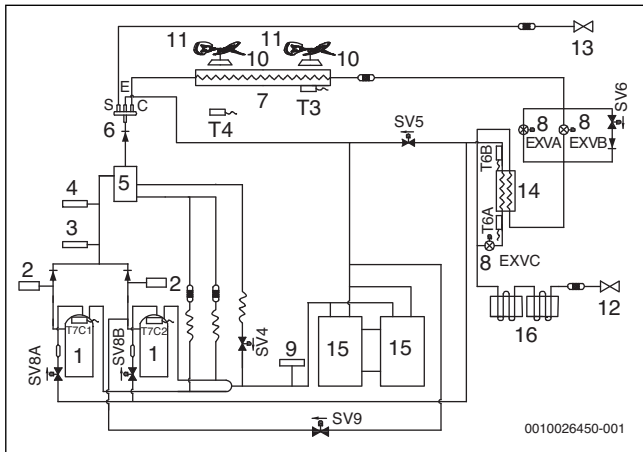 11
10
11
10
13
E
S
C
7
T3
T4
6
SV5
8
8
SV6
EXVA
EXVB
T6B
5
4
3
14
T6A
8
EXVC
2
2
12
16
T7C1
T7C2
1
1
SV8A
SV8B
SV4
9
15
15
SV9
0010026450-001